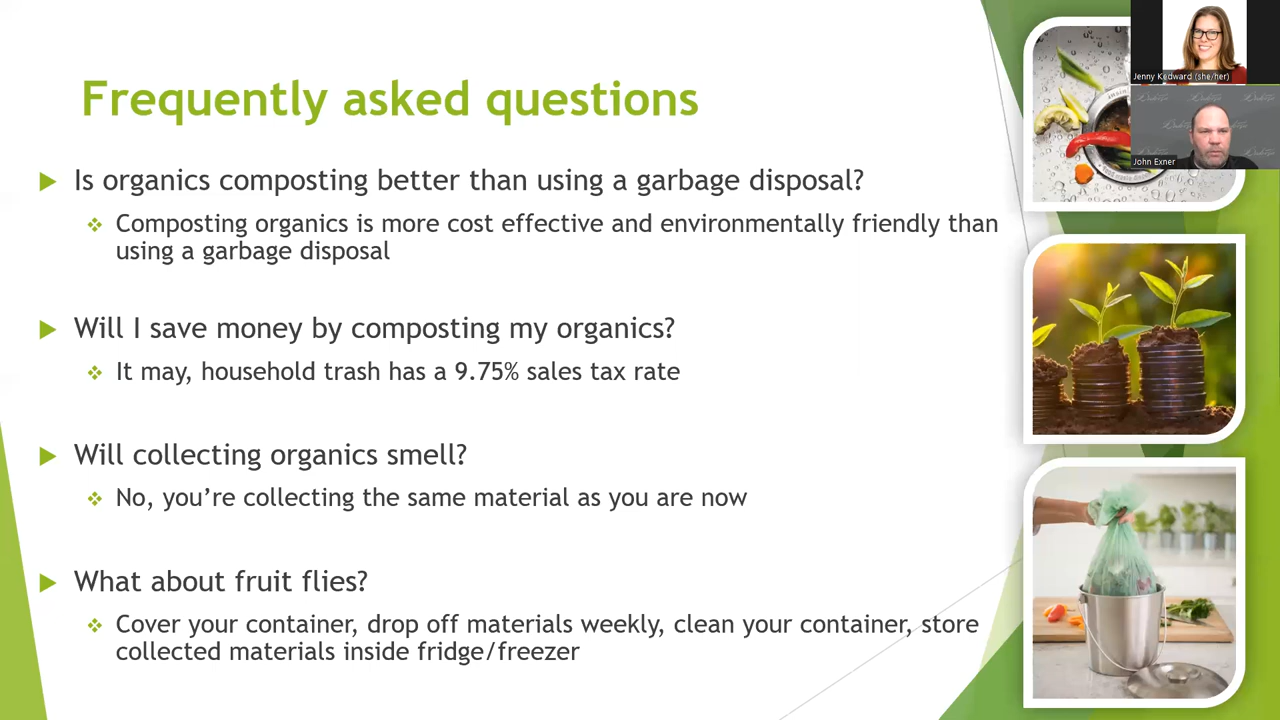 Frequently asked questions
Is organics composting better than using a garbage disposal?
Composting organics is more cost effective and environmentally friendly than
using a garbage disposal
Will I save money by composting my organics?
It may, household trash has a 9.75% sales tax rate
Will collecting organics smell?
No, you’re collecting the same material as you are now
What about fruit flies?
Cover your container, drop off materials weekly, clean your container, store
collected materials inside fridge/freezer
Jenny Kedward (she/her)
John Exner